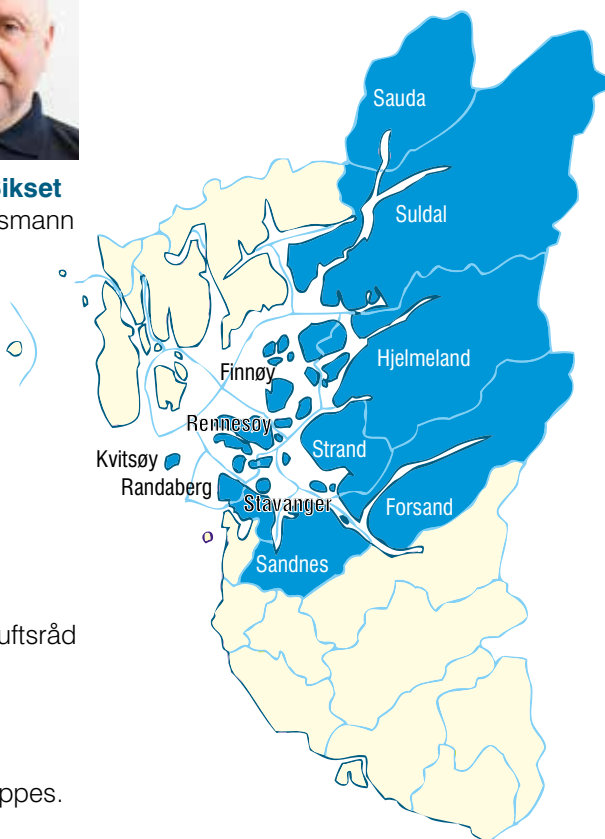 ikset
smann
Sauda
Suldal
Hjelmeland
Finnøy
Rennesøy
Strand
Kvitsøy
Randaberg
Stavanger
Forsand
Sandnes
uftsråd
ppes.